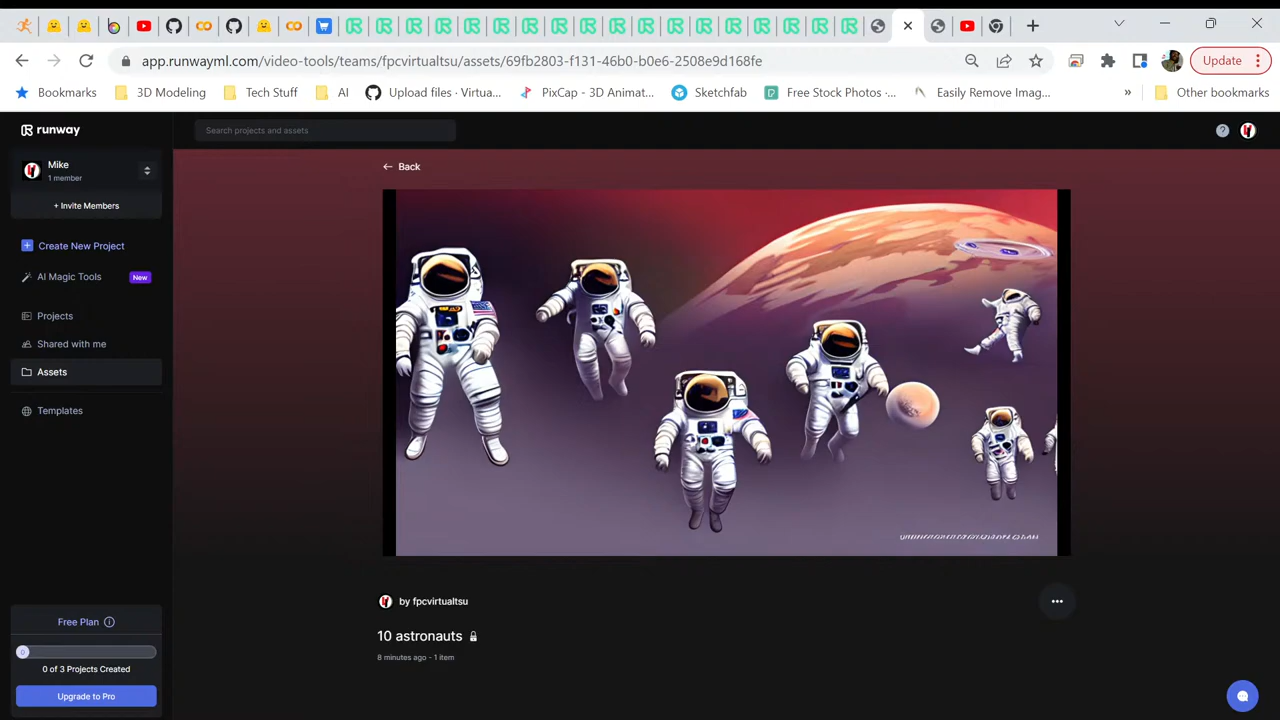 Update
app.runwayml.com/video-tools/teams/fpcvirtualtsu/assets/69fb2803-f131-46b0-b0e6-2508e9d168fe
Bookmarks
3D Modeling
Tech Stuff
AI
Upload files · Virtua...
PixCap - 3D Animat...
Sketchfab
Free Stock Photos ·...
Easily Remove Imag...
»
Other bookmarks
runway
Search projects and assets
?
Mike
1 member
+ Invite Members
← Back
Create New Project
AI Magic Tools
New
Projects
Shared with me
Assets
Templates
by fpcvirtualtsu
10 astronauts
8 minutes ago - 1 item
Free Plan
0
0 of 3 Projects Created
Upgrade to Pro